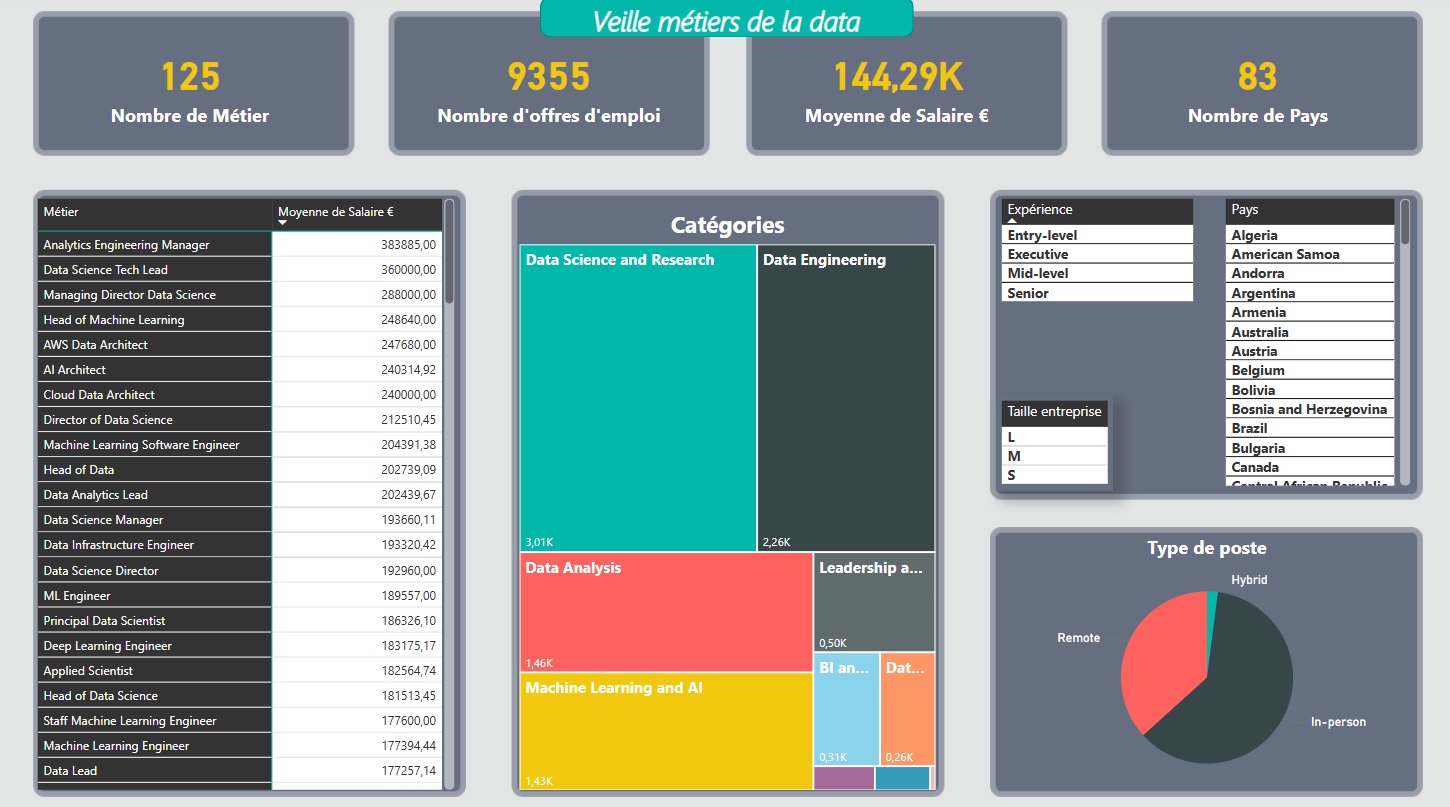 Veille métiers de la data
125
Nombre de Métier
9355
Nombre d'offres d'emploi
144,29K
Moyenne de Salaire €
83
Nombre de Pays
Métier Moyenne de Salaire €
Analytics Engineering Manager 383885,00
Data Science Tech Lead 360000,00
Managing Director Data Science 288000,00
Head of Machine Learning 248640,00
AWS Data Architect 247680,00
AI Architect 240314,92
Cloud Data Architect 240000,00
Director of Data Science 212510,45
Machine Learning Software Engineer 204391,38
Head of Data 202739,09
Data Analytics Lead 202439,67
Data Science Manager 193660,11
Data Infrastructure Engineer 193320,42
Data Science Director 192960,00
ML Engineer 189557,00
Principal Data Scientist 186326,10
Deep Learning Engineer 183175,17
Applied Scientist 182564,74
Head of Data Science 181513,45
Staff Machine Learning Engineer 177600,00
Machine Learning Engineer 177394,44
Data Lead 177257,14
Catégories
Data Science and Research
3,01K
Data Engineering
2,26K
Data Analysis
1,46K
Machine Learning and AI
1,43K
Leadership a...
0,50K
BI an...
0,31K
Dat...
0,26K
Expérience
Entry-level
Executive
Mid-level
Senior
Taille entreprise
L
M
S
Pays
Algeria
American Samoa
Andorra
Argentina
Armenia
Australia
Austria
Belgium
Bolivia
Bosnia and Herzegovina
Brazil
Bulgaria
Canada
Central African Republic
Type de poste
Hybrid
Remote
In-person